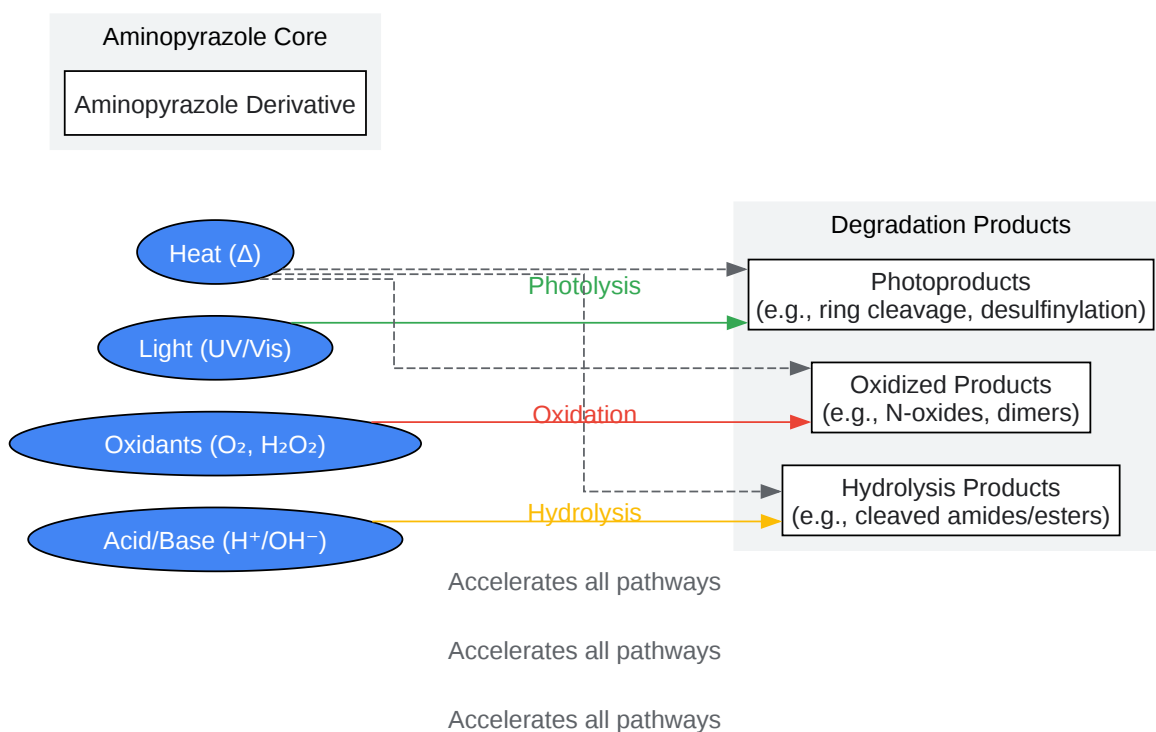 Aminopyrazole Core
Aminopyrazole Derivative
Degradation Products
Heat (Δ)
Photolysis
Photoproducts
(e.g., ring cleavage, desulfinylation)
Light (UV/Vis)
Oxidized Products
(e.g., N-oxides, dimers)
Oxidation
Oxidants (O₂, H₂O₂)
Hydrolysis Products
(e.g., cleaved amides/esters)
Hydrolysis
Acid/Base (H⁺/OH⁻)
Accelerates all pathways
Accelerates all pathways
Accelerates all pathways